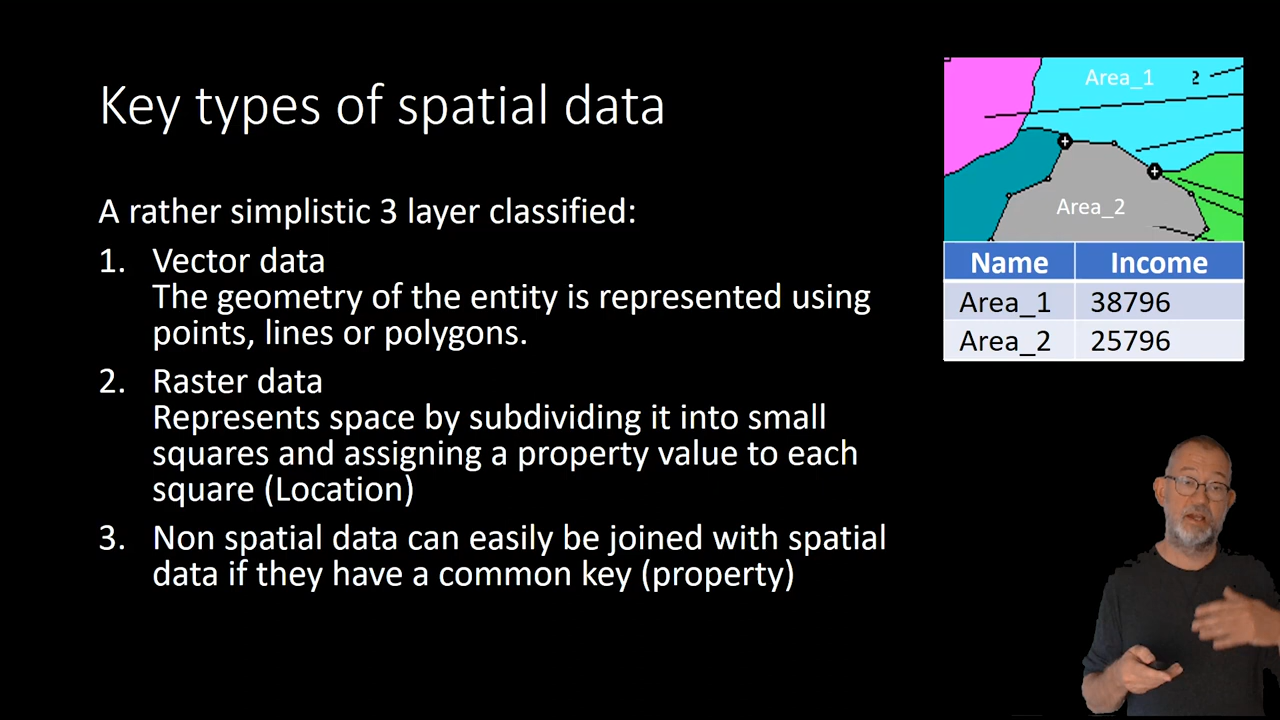 Key types of spatial data
A rather simplistic 3 layer classified:
1. Vector data
The geometry of the entity is represented using
points, lines or polygons.
2. Raster data
Represents space by subdividing it into small
squares and assigning a property value to each
square (Location)
3. Non spatial data can easily be joined with spatial
data if they have a common key (property)
Area_1 2
Area_2
Name Income
Area_1 38796
Area_2 25796